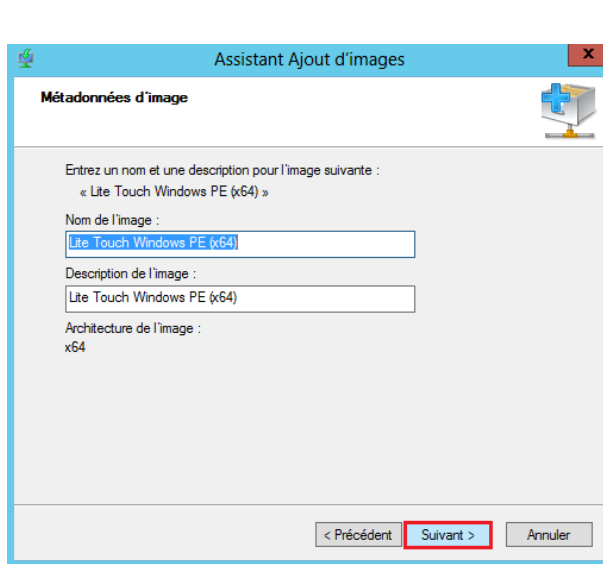 Assistant Ajout d'images
x
Métadonnées d'image
Entrez un nom et une description pour l'image suivante :
« Lite Touch Windows PE (x64) »
Nom de l'image :
Lite Touch Windows PE (x64)
Description de l'image :
Lite Touch Windows PE (x64)
Architecture de l'image :
x64
< Précédent Suivant > Annuler